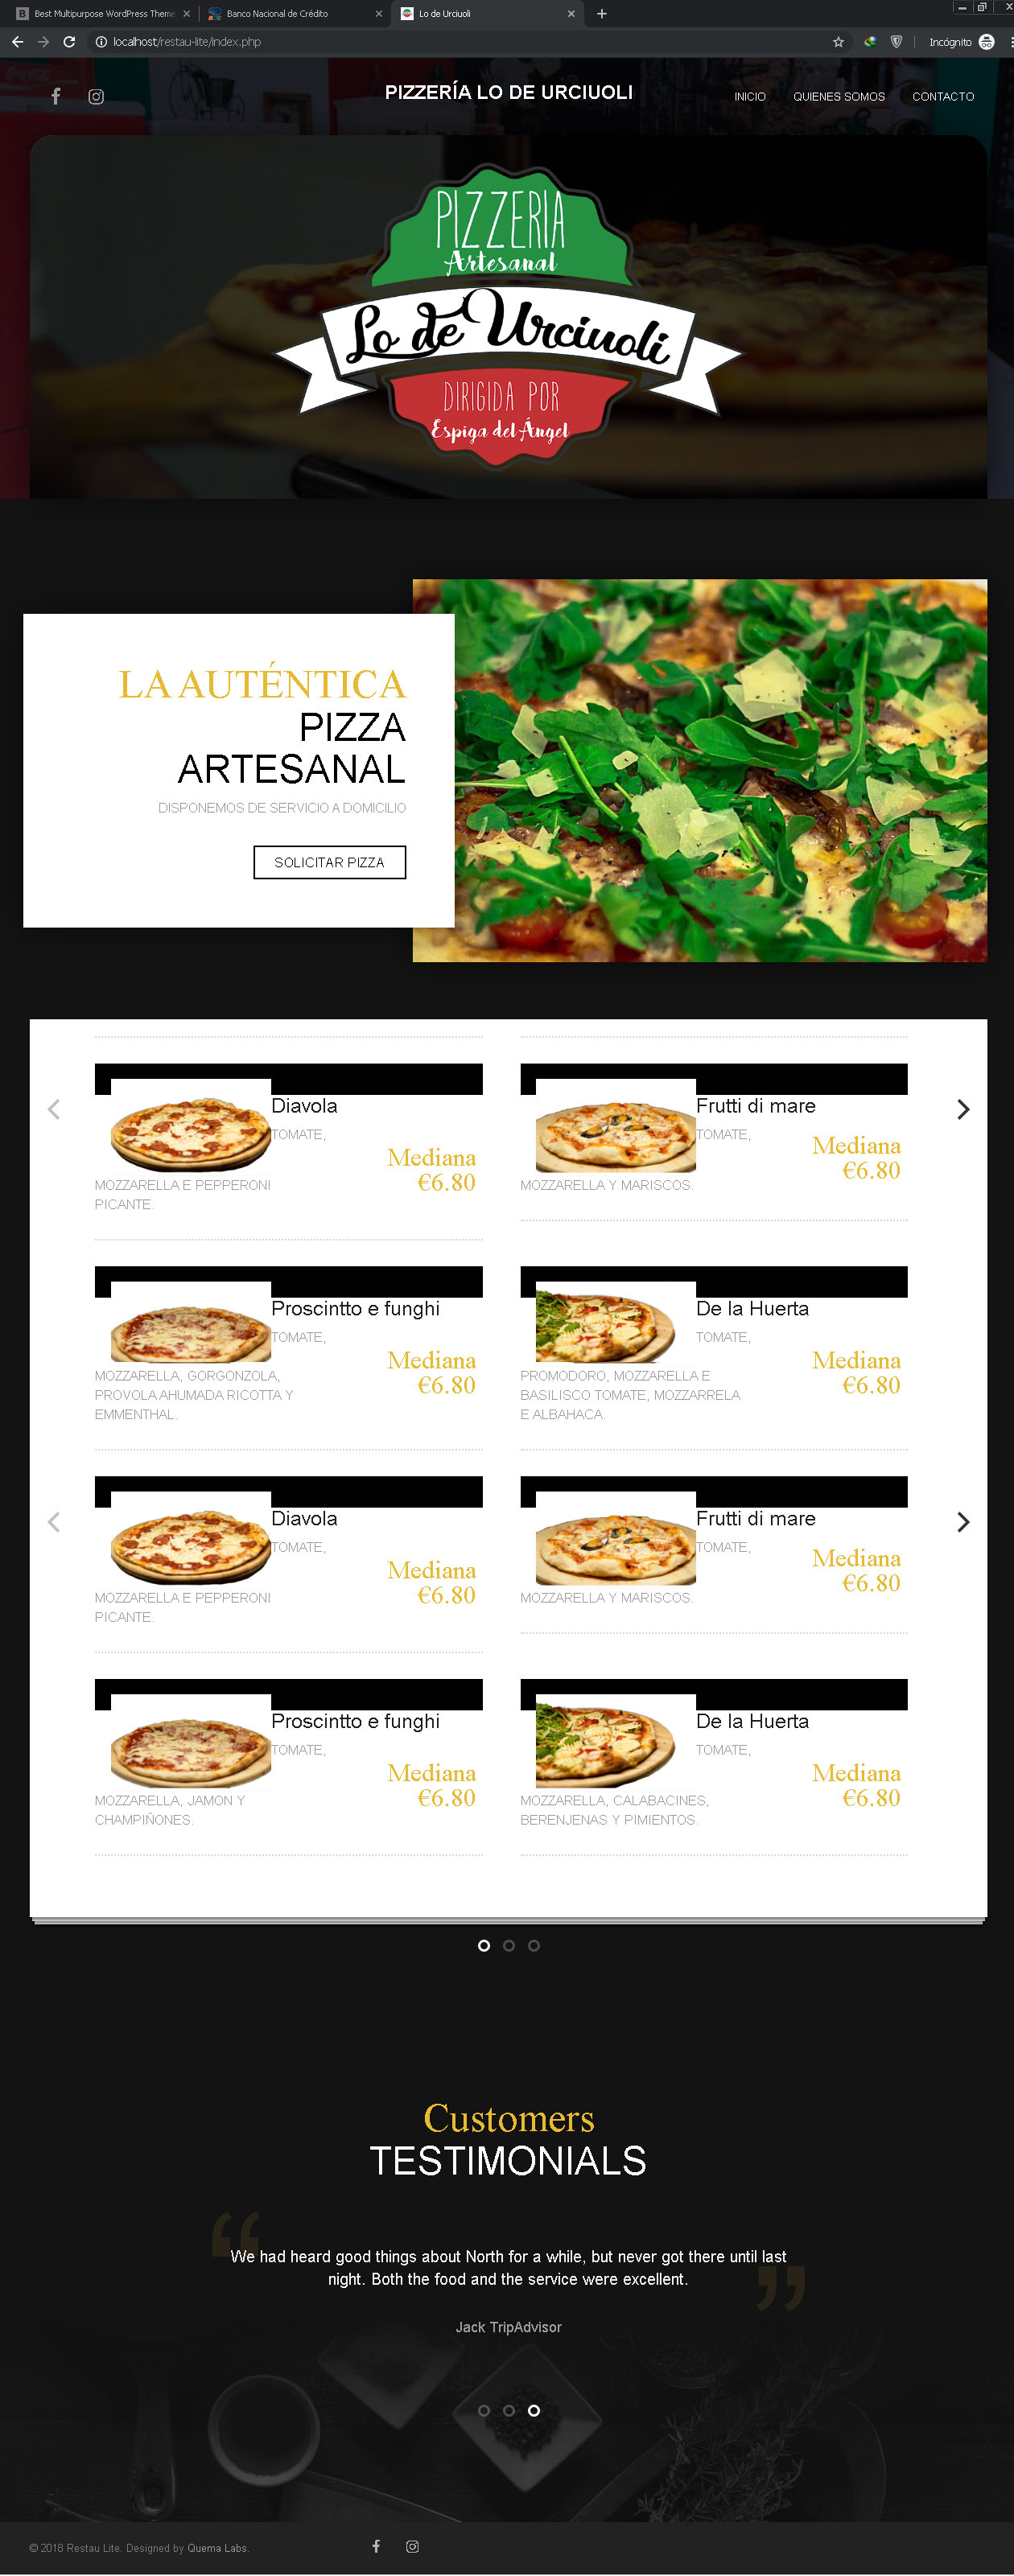 Best Multipurpose WordPress Theme
Banco Nacional de Crédito
Lo de Urciuoli
localhost/restau-lite/index.php
Incógnito
PIZZERÍA LO DE URCIUOLI
INICIO
QUIENES SOMOS
CONTACTO
PIZZERIA
Artesanal
Lo de Urciuoli
DIRIGIDA POR
Espiga del Ángel
LA AUTÉNTICA
PIZZA
ARTESANAL
DISPONEMOS DE SERVICIO A DOMICILIO
SOLICITAR PIZZA
Diavola
TOMATE,
MOZZARELLA E PEPPERONI
PICANTE.
Mediana
€6.80
Frutti di mare
TOMATE,
MOZZARELLA Y MARISCOS.
Mediana
€6.80
Proscintto e funghi
TOMATE,
MOZZARELLA, GORGONZOLA,
PROVOLA AHUMADA RICOTTA Y
EMMENTHAL.
Mediana
€6.80
De la Huerta
TOMATE,
PROMODORO, MOZZARELLA E
BASILISCO TOMATE, MOZZARRELA
E ALBAHACA.
Mediana
€6.80
Diavola
TOMATE,
MOZZARELLA E PEPPERONI
PICANTE.
Mediana
€6.80
Frutti di mare
TOMATE,
MOZZARELLA Y MARISCOS.
Mediana
€6.80
Proscintto e funghi
TOMATE,
MOZZARELLA, JAMON Y
CHAMPIÑONES.
Mediana
€6.80
De la Huerta
TOMATE,
MOZZARELLA, CALABACINES,
BERENJENAS Y PIMIENTOS.
Mediana
€6.80
Customers
TESTIMONIALS
We had heard good things about North for a while, but never got there until last
night. Both the food and the service were excellent.
Jack TripAdvisor
© 2018 Restau Lite. Designed by Quema Labs.